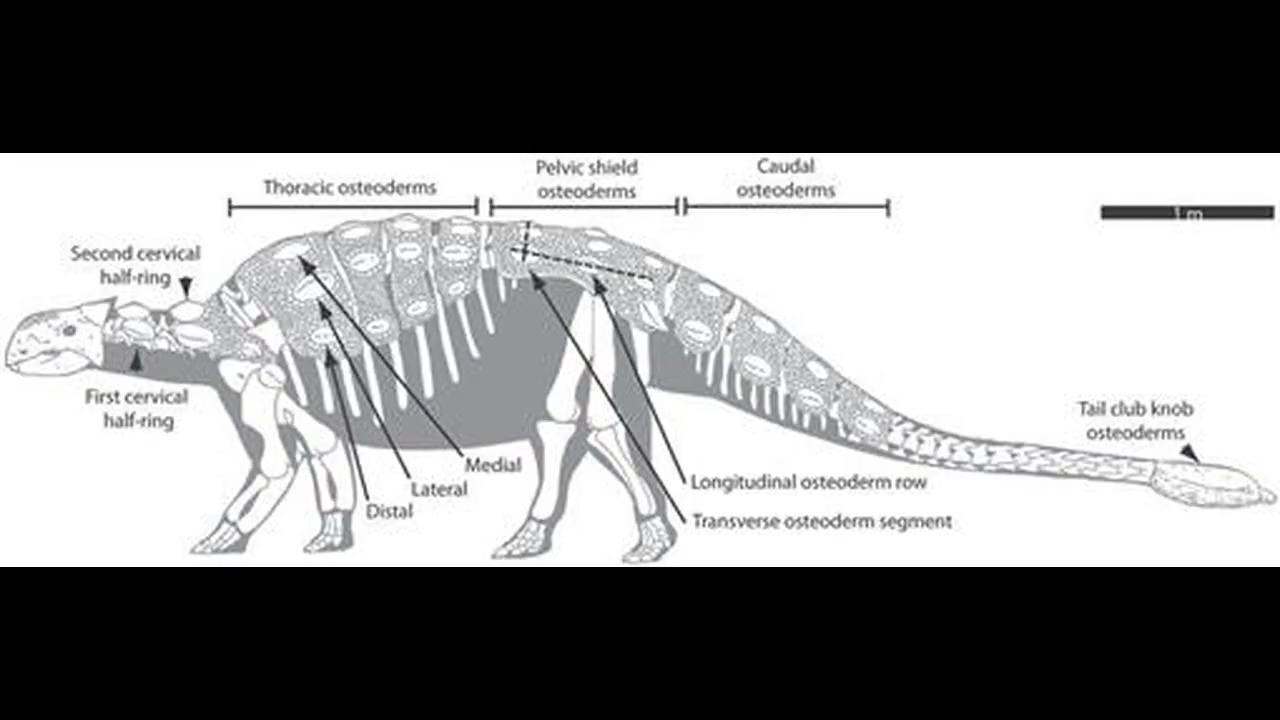 Thoracic osteoderms
Pelvic shield
osteoderms
Caudal
osteoderms
1 m
Second cervical
half-ring
First cervical
half-ring
Tail club knob
osteoderms
Medial
Lateral
Distal
Longitudinal osteoderm row
Transverse osteoderm segment